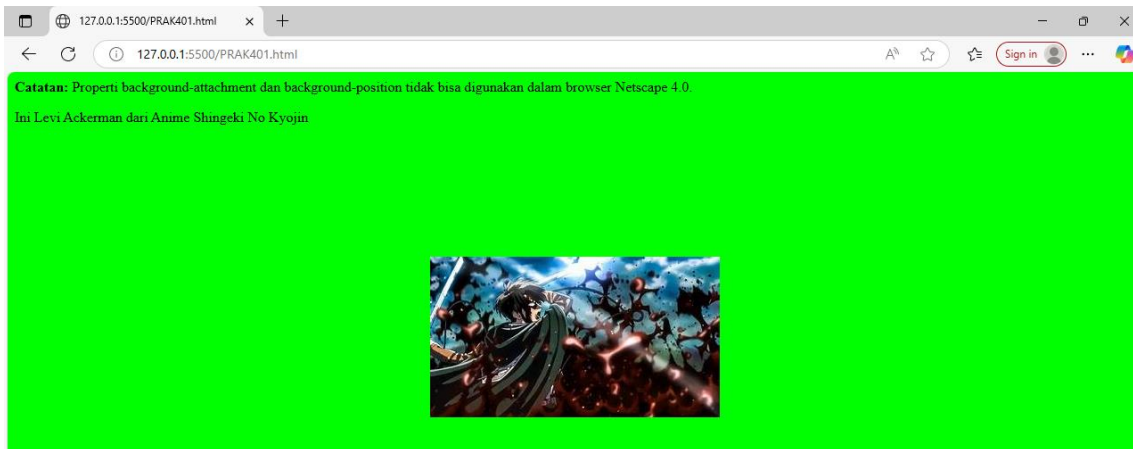 127.0.0.1:5500/PRAK401.html
127.0.0.1:5500/PRAK401.html
Sign in
Catatan: Properti background-attachment dan background-position tidak bisa digunakan dalam browser Netscape 4.0.
Ini Levi Ackerman dari Anime Shingeki No Kyojin